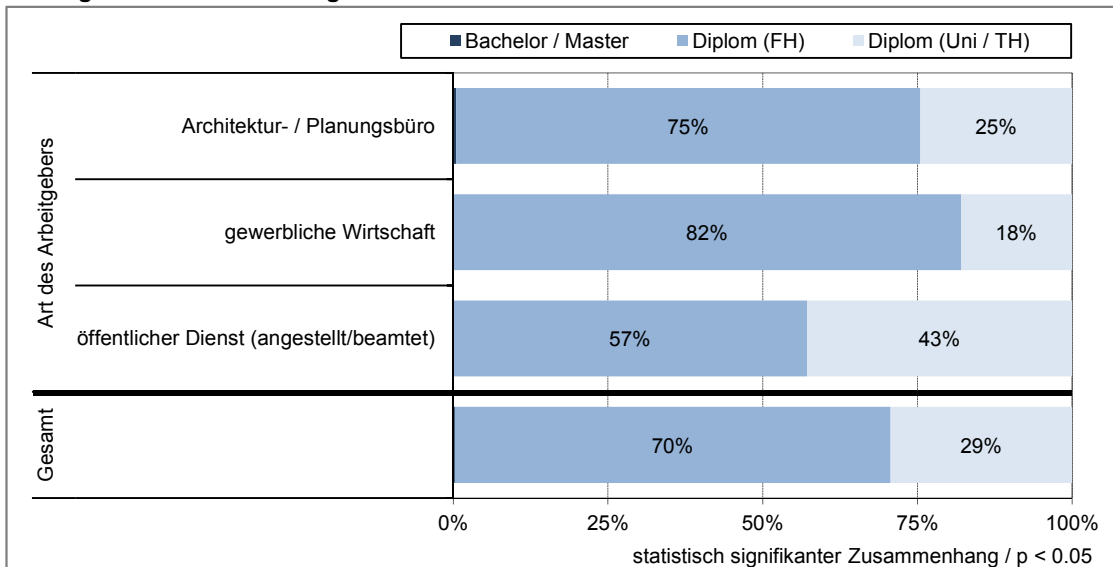 Bachelor / Master Diplom (FH) Diplom (Uni / TH)
Art des Arbeitgebers
Architektur- / Planungsbüro 75% 25%
gewerbliche Wirtschaft 82% 18%
öffentlicher Dienst (angestellt/beamtet) 57% 43%
Gesamt 70% 29%
0% 25% 50% 75% 100%
statistisch signifikanter Zusammenhang / p < 0.05